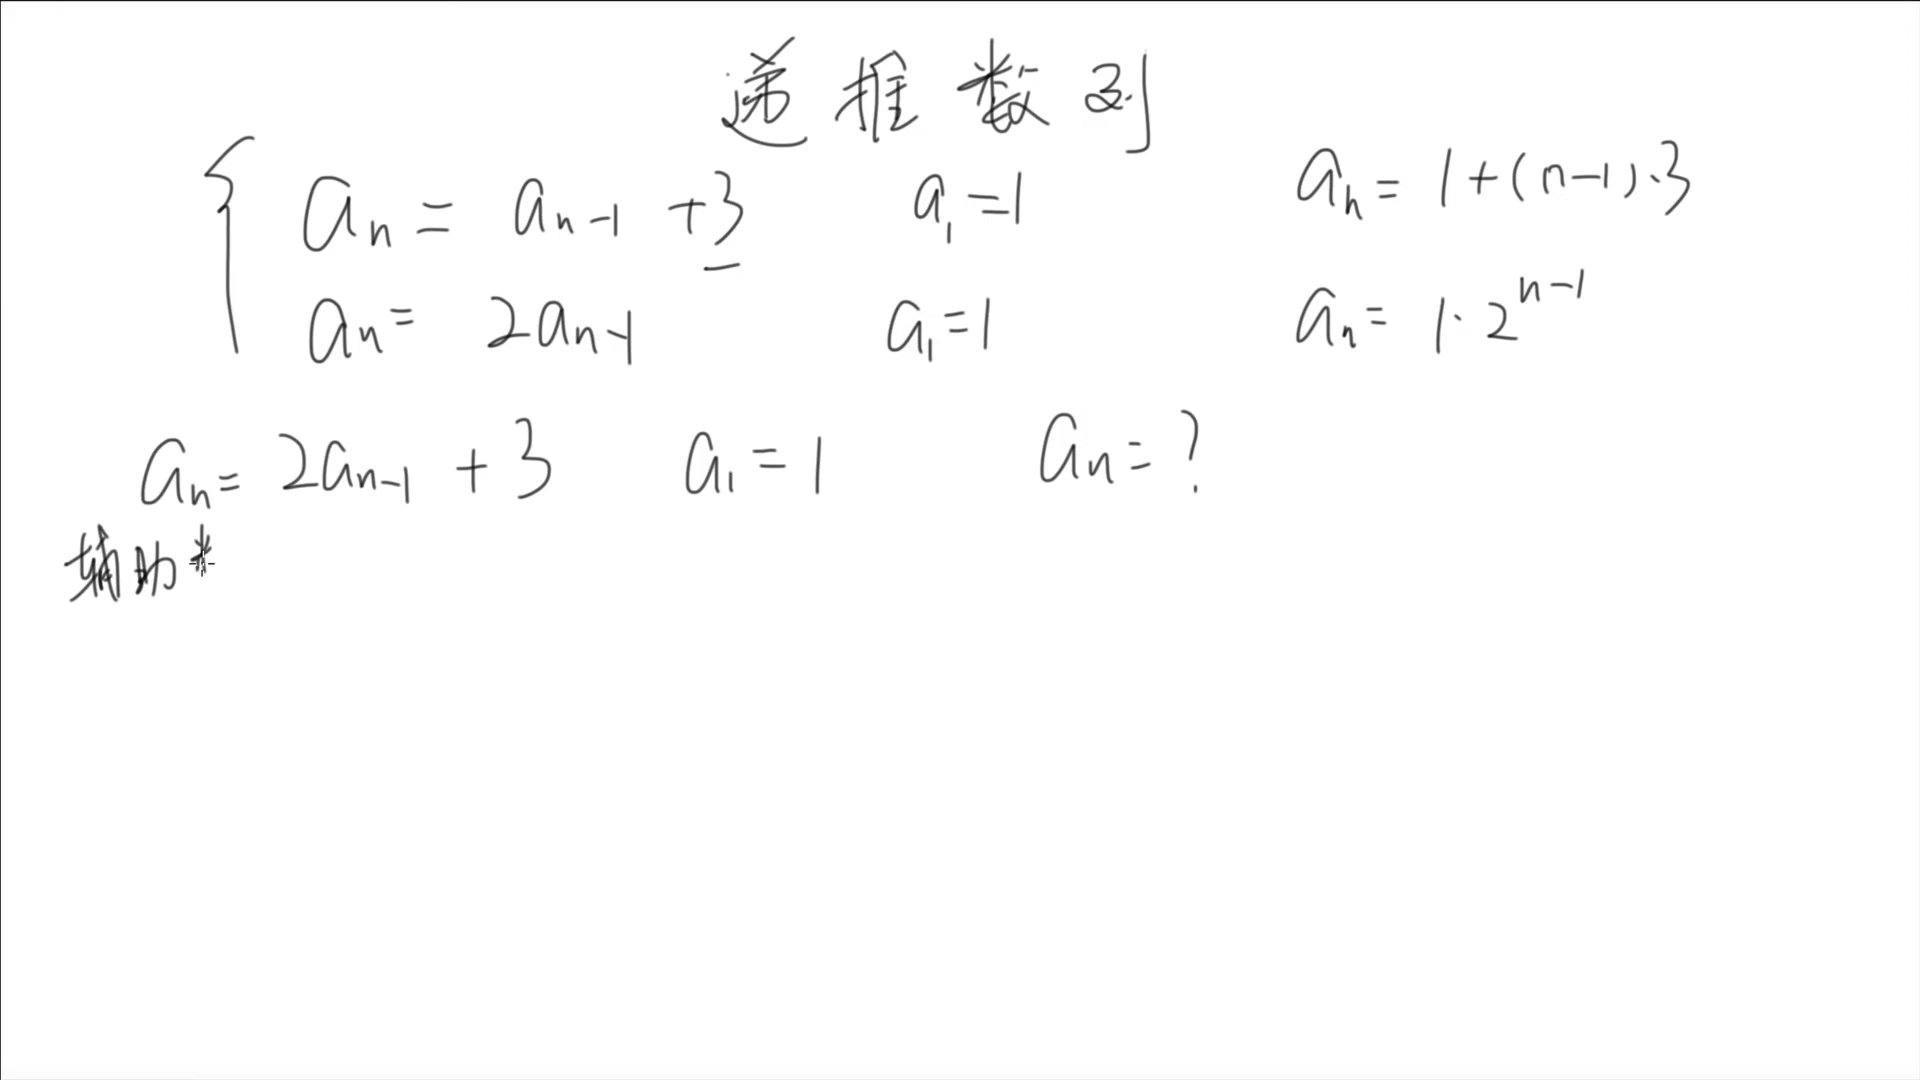 递推数列
aₙ = aₙ₋₁ + 3 a₁ = 1 aₙ = 1 + (n-1)·3
aₙ = 2aₙ₋₁ a₁ = 1 aₙ = 1·2ⁿ⁻¹
aₙ = 2aₙ₋₁ + 3 a₁ = 1 aₙ = ?
辅助